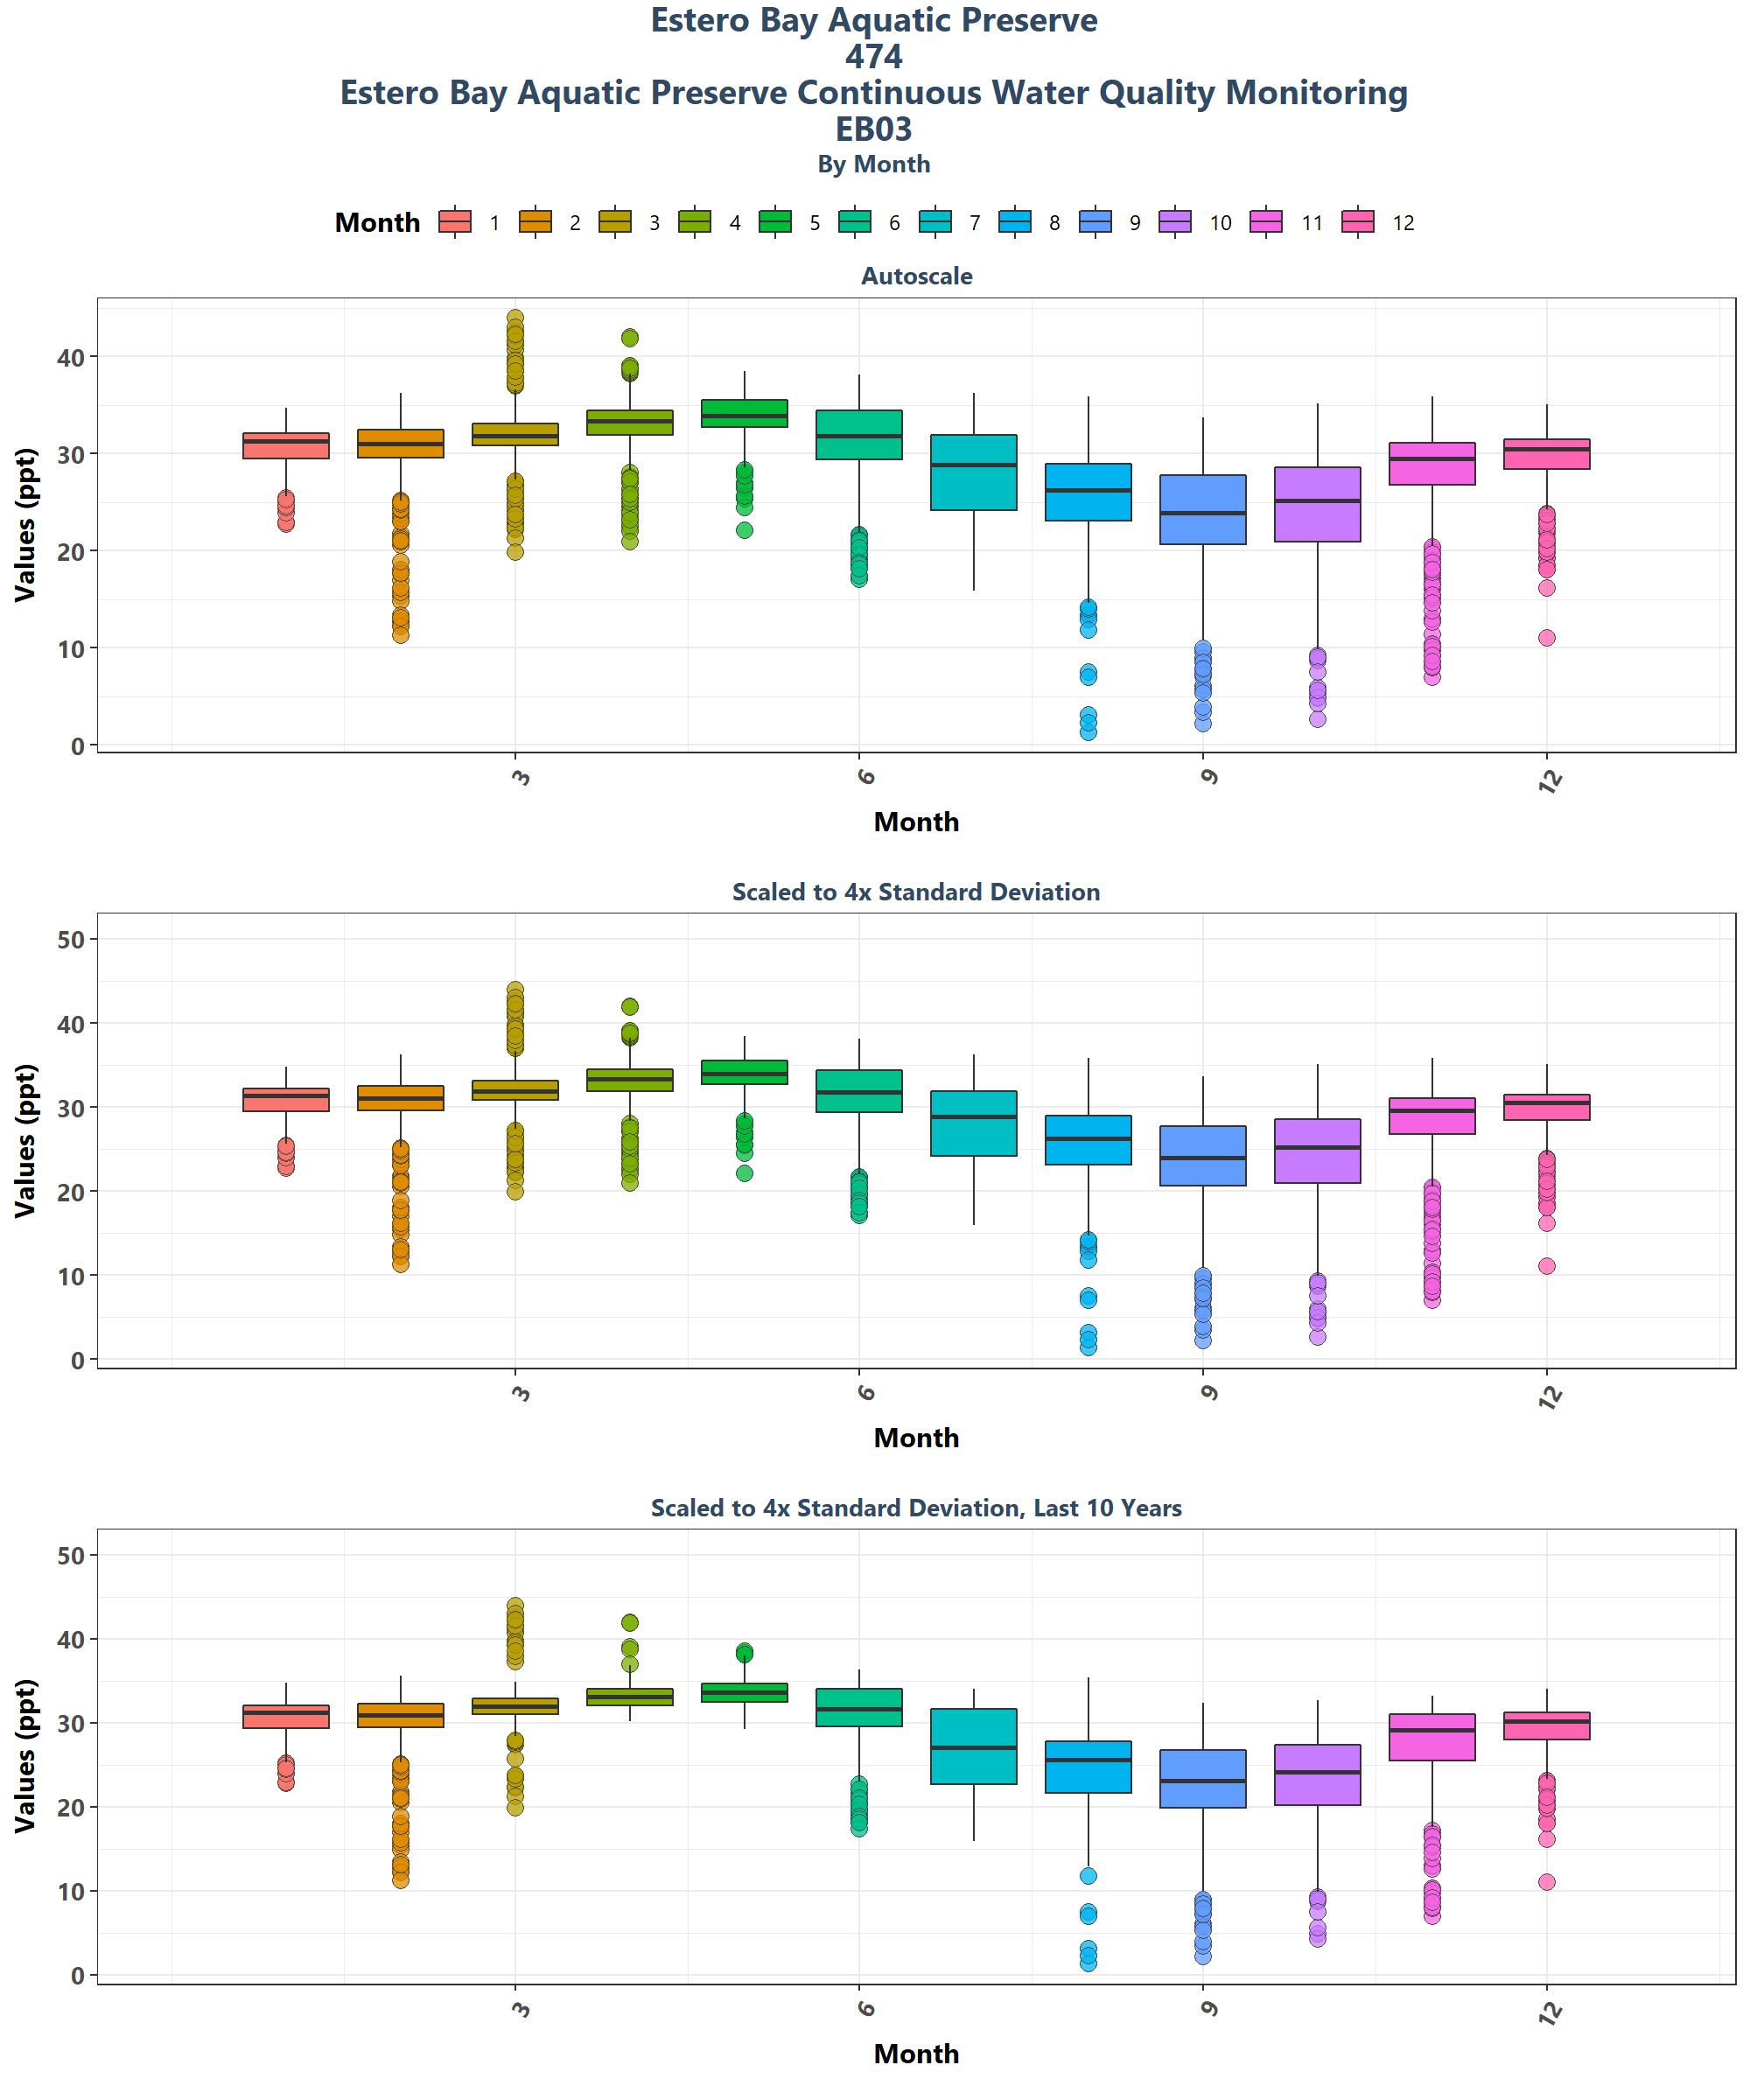 Estero Bay Aquatic Preserve
474
Estero Bay Aquatic Preserve Continuous Water Quality Monitoring
EB03
By Month
Month 1 2 3 4 5 6 7 8 9 10 11 12
Autoscale
Values (ppt)
40
30
20
10
0
3 6 9 12
Month
Scaled to 4x Standard Deviation
Values (ppt)
50
40
30
20
10
0
3 6 9 12
Month
Scaled to 4x Standard Deviation, Last 10 Years
Values (ppt)
50
40
30
20
10
0
3 6 9 12
Month